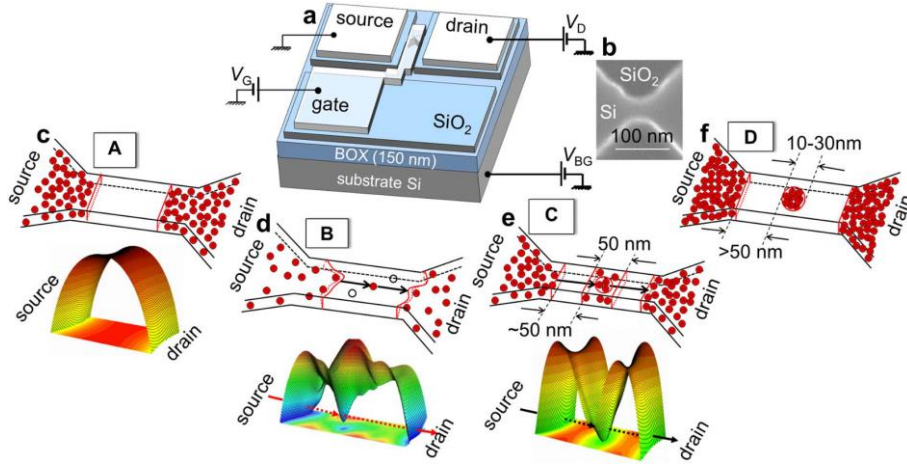 a
source
drain
V_D
V_G
gate
SiO₂
BOX (150 nm)
substrate Si
V_BG
b
SiO₂
Si
100 nm
c
A
source
drain
source
drain
d
B
source
drain
source
drain
e
C
source
50 nm
~50 nm
drain
source
drain
f
D
10-30nm
source
>50 nm
drain